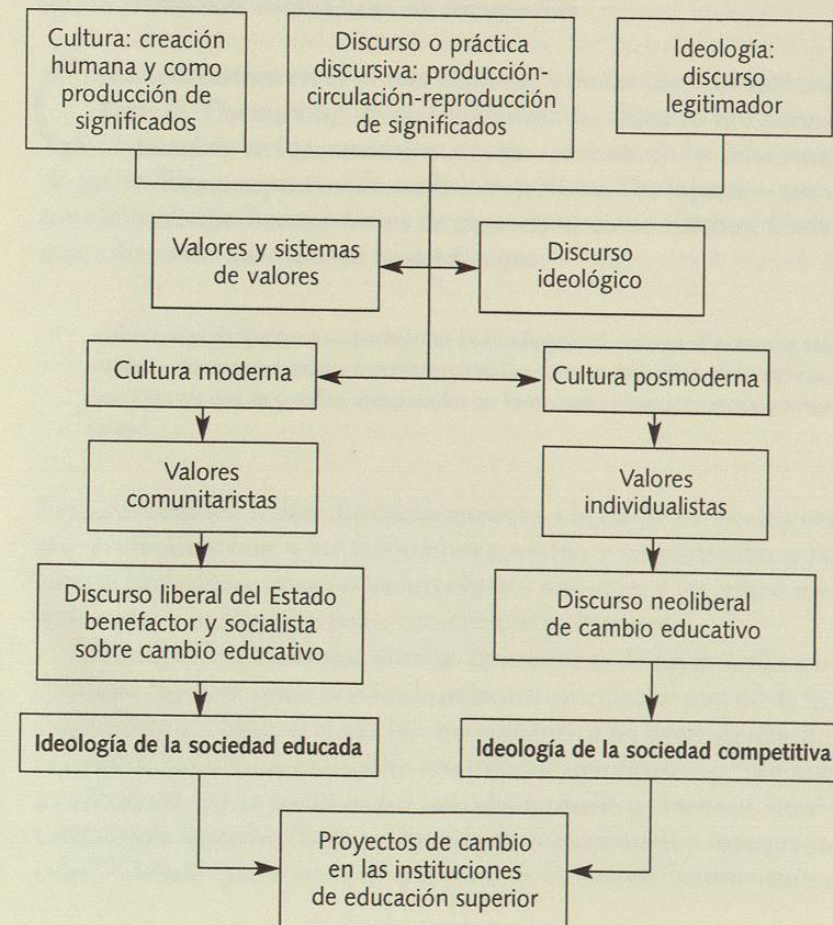 Cultura: creación
humana y como
producción de
significados
Discurso o práctica
discursiva: producción-
circulación-reproducción
de significados
Ideología:
discurso
legitimador
Valores y sistemas
de valores
Discurso
ideológico
Cultura moderna
Cultura posmoderna
Valores
comunitaristas
Valores
individualistas
Discurso liberal del Estado
benefactor y socialista
sobre cambio educativo
Discurso neoliberal
de cambio educativo
Ideología de la sociedad educada
Ideología de la sociedad competitiva
Proyectos de cambio
en las instituciones
de educación superior